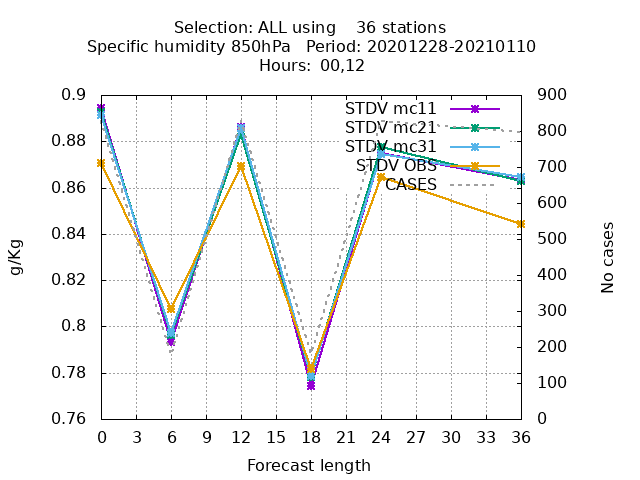 Selection: ALL using    36 stations
Specific humidity 850hPa   Period: 20201228-20210110
Hours:  00,12
0.9
0.88
0.86
0.84
0.82
0.8
0.78
0.76
g/Kg
STDV mc11
STDV mc21
STDV mc31
STDV OBS
CASES
900
800
700
600
500
400
300
200
100
0
No cases
0 3 6 9 12 15 18 21 24 27 30 33 36
Forecast length